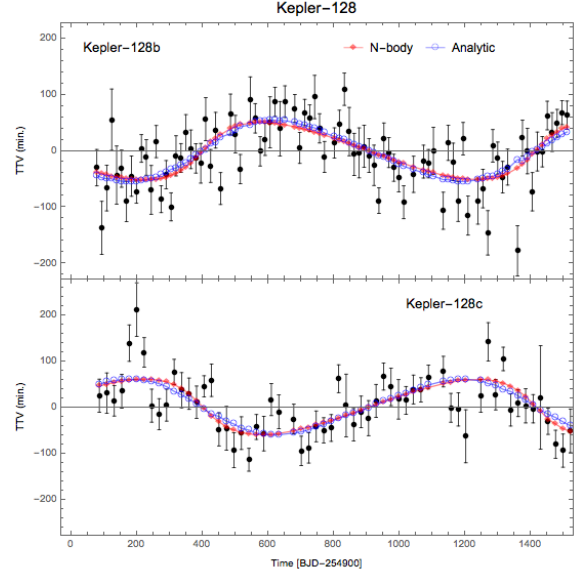 Kepler−128
Kepler−128b
N−body
Analytic
200
100
0
−100
−200
TTV (min.)
Kepler−128c
200
100
0
−100
−200
TTV (min.)
0 200 400 600 800 1000 1200 1400
Time [BJD−254900]